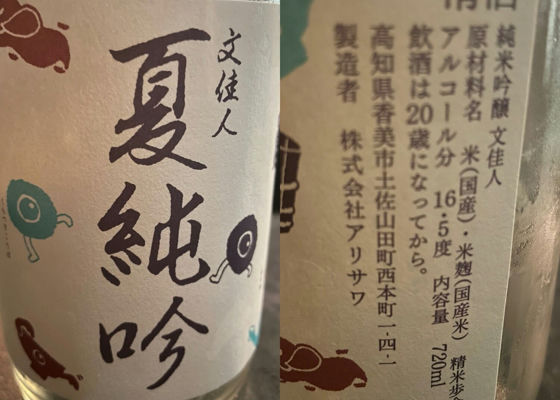 文佳人
夏純吟
純米吟醸 文佳人
原材料名 米(国産)・米麹(国産米) 精米歩
アルコール分 16・5度 内容量 720ml
飲酒は20歳になってから。
高知県香美市土佐山田町西本町一-四-一
製造者 株式会社アリサワ